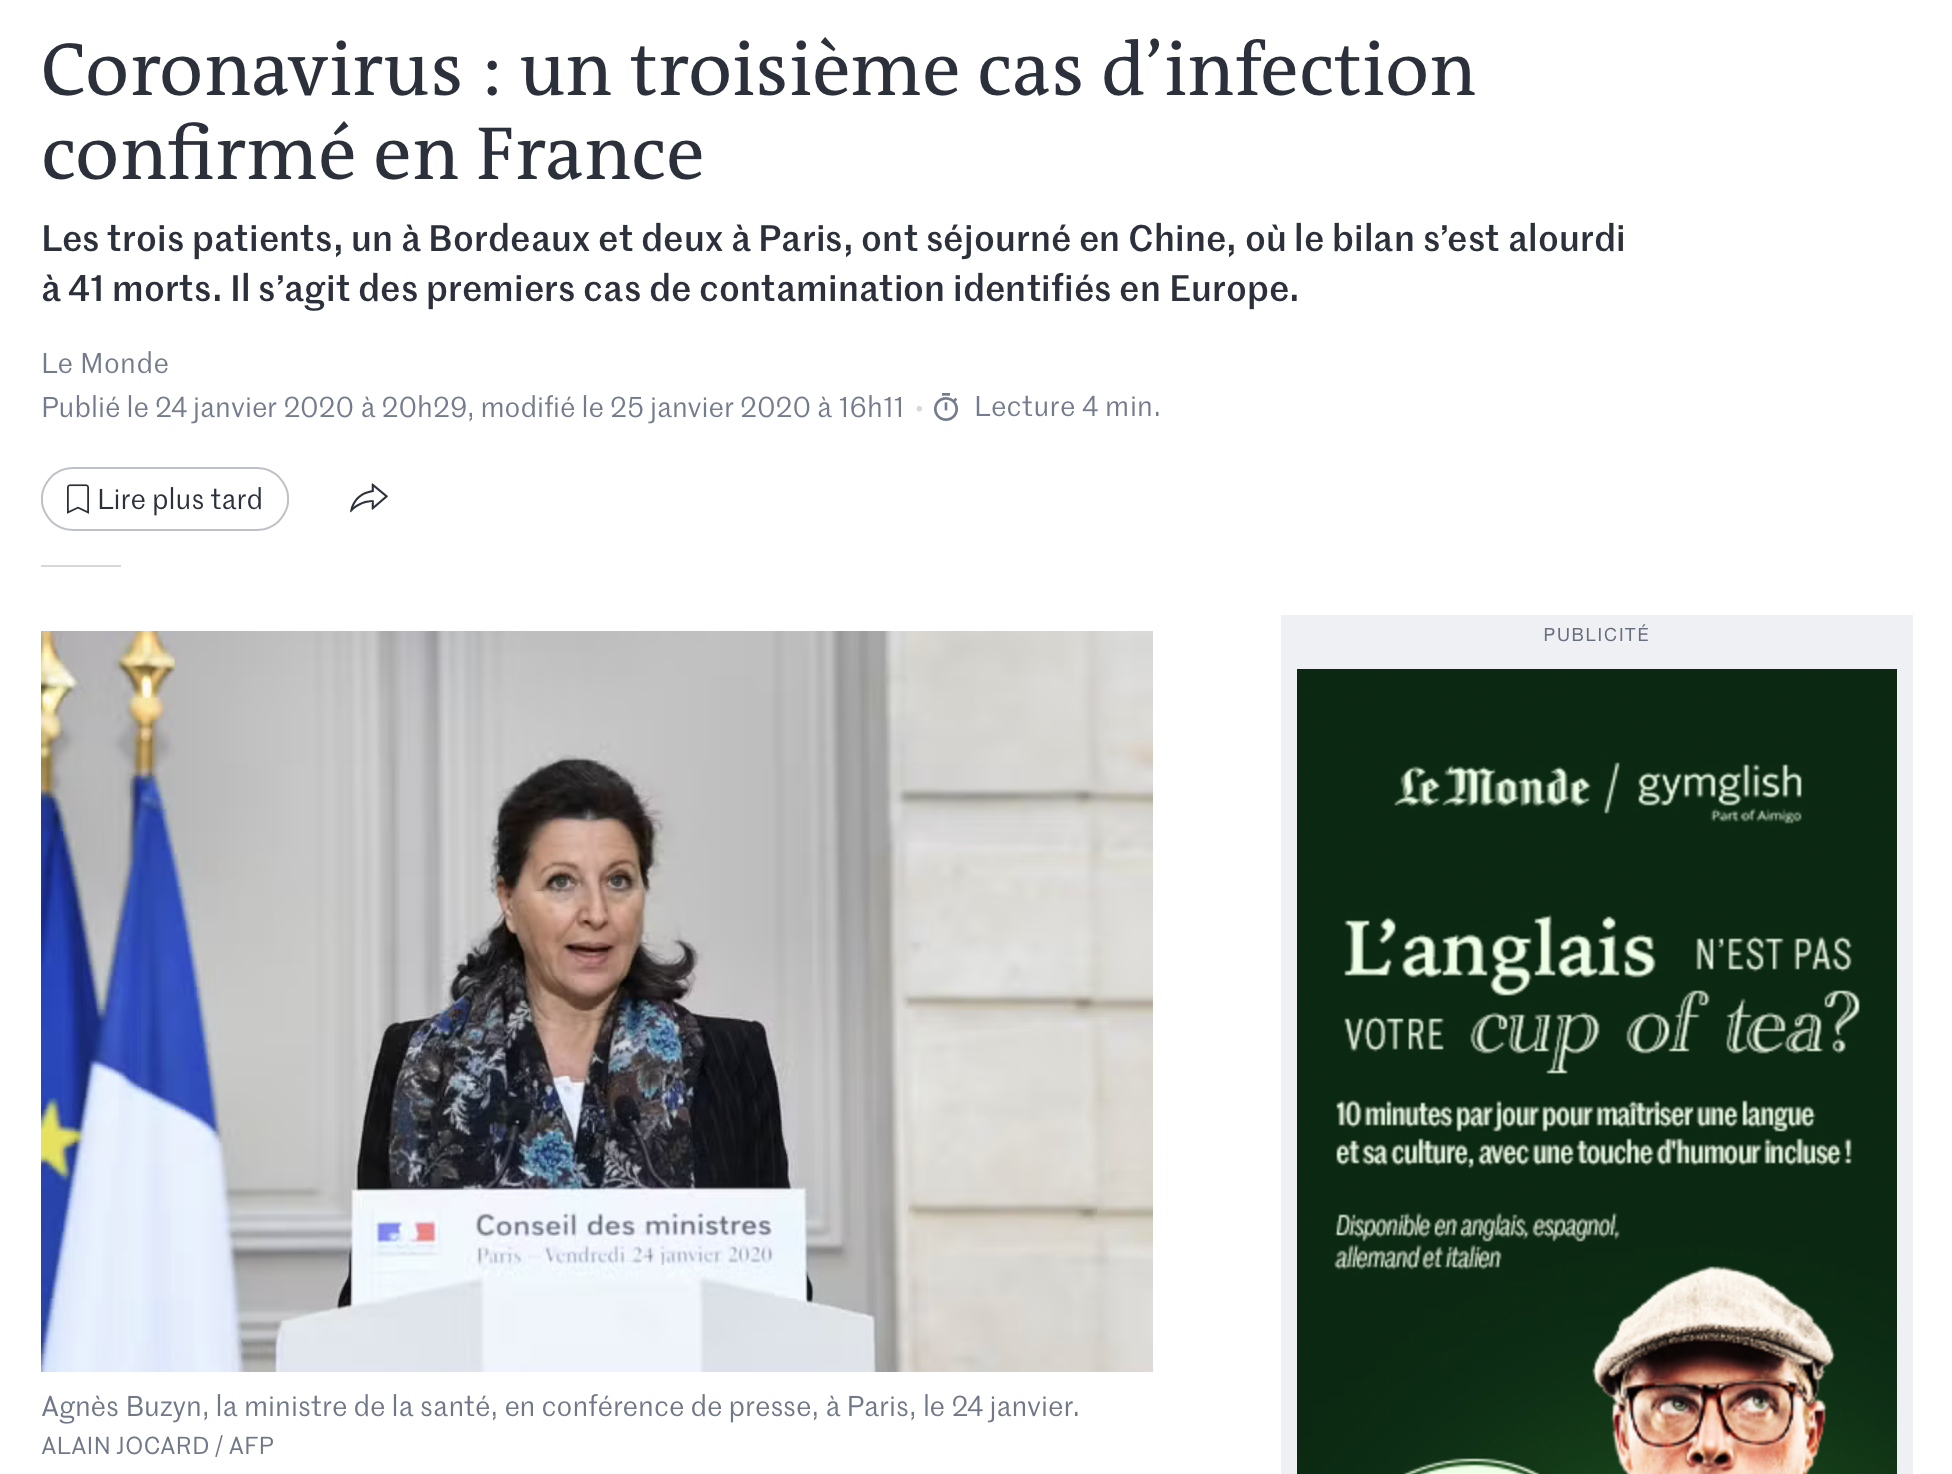 Coronavirus : un troisième cas d’infection
confirmé en France
Les trois patients, un à Bordeaux et deux à Paris, ont séjourné en Chine, où le bilan s’est alourdi
à 41 morts. Il s’agit des premiers cas de contamination identifiés en Europe.
Le Monde
Publié le 24 janvier 2020 à 20h29, modifié le 25 janvier 2020 à 16h11 • Lecture 4 min.
Lire plus tard
Conseil des ministres
Paris – Vendredi 24 janvier 2020
Agnès Buzyn, la ministre de la santé, en conférence de presse, à Paris, le 24 janvier.
ALAIN JOCARD / AFP
PUBLICITÉ
Le Monde / gymglish
Part of Aimigo
L’anglais N’EST PAS
VOTRE cup of tea?
10 minutes par jour pour maîtriser une langue
et sa culture, avec une touche d'humour incluse !
Disponible en anglais, espagnol,
allemand et italien